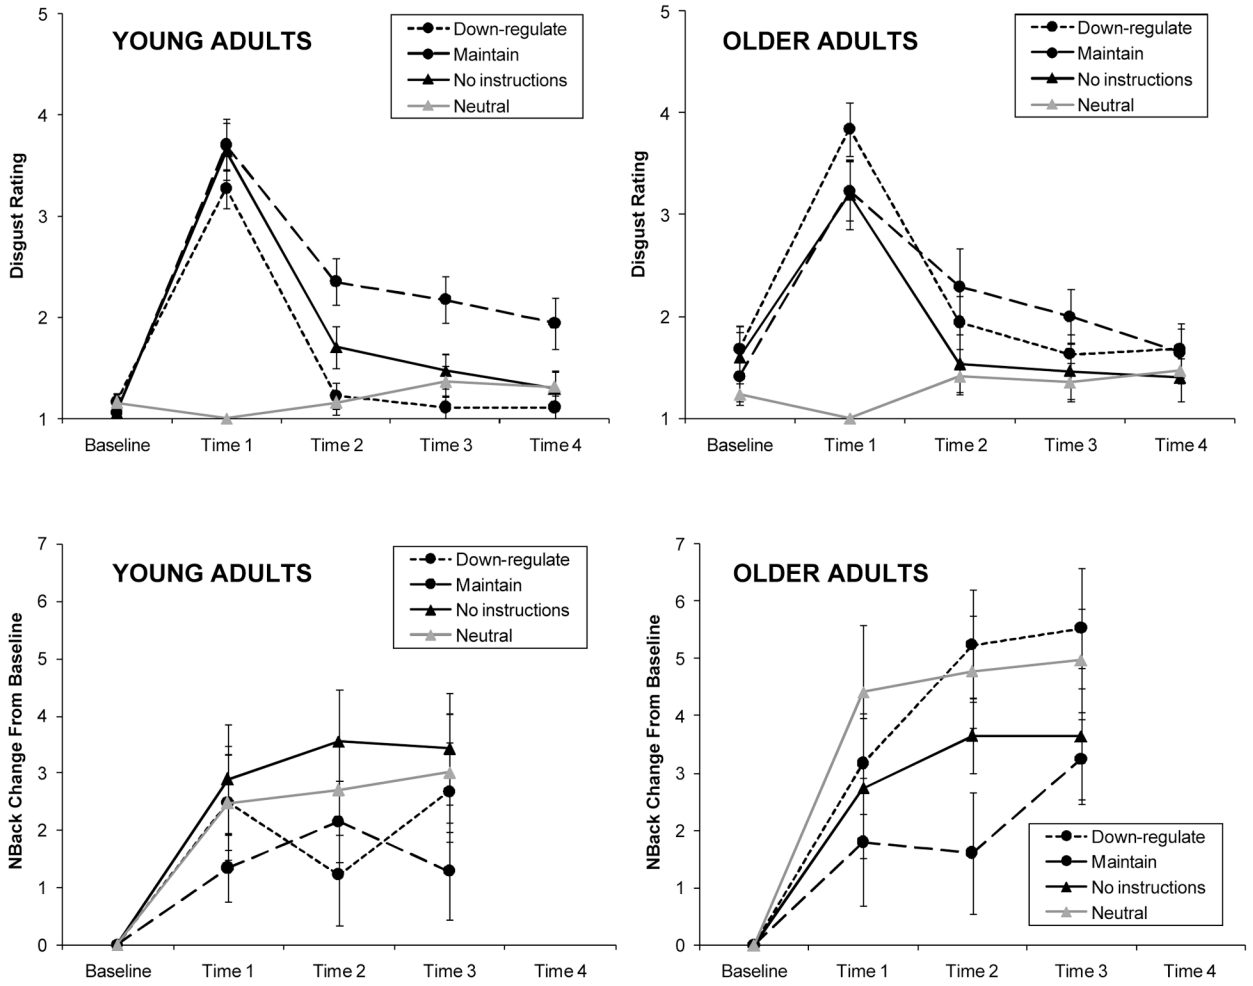 YOUNG ADULTS
Down-regulate
Maintain
No instructions
Neutral
Disgust Rating
5
4
3
2
1
Baseline Time 1 Time 2 Time 3 Time 4
OLDER ADULTS
Down-regulate
Maintain
No instructions
Neutral
Disgust Rating
5
4
3
2
1
Baseline Time 1 Time 2 Time 3 Time 4
YOUNG ADULTS
Down-regulate
Maintain
No instructions
Neutral
NBack Change From Baseline
7
6
5
4
3
2
1
0
Baseline Time 1 Time 2 Time 3 Time 4
OLDER ADULTS
NBack Change From Baseline
7
6
5
4
3
2
1
0
Down-regulate
Maintain
No instructions
Neutral
Baseline Time 1 Time 2 Time 3 Time 4